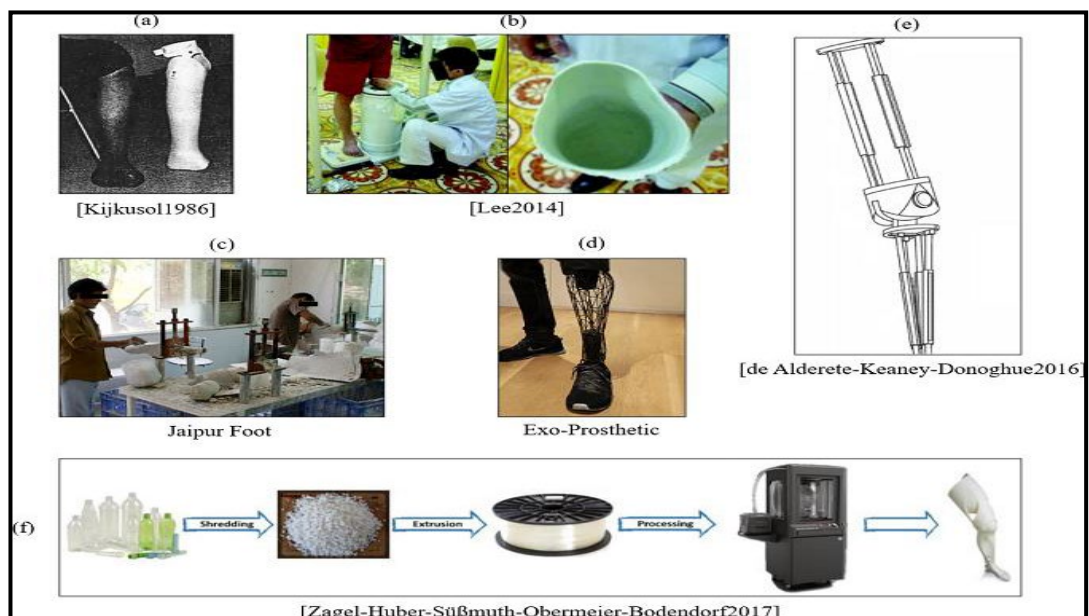 (a)
(b)
(e)
[Kijkusol1986]
[Lee2014]
(c)
(d)
[de Alderete-Keaney-Donoghue2016]
Jaipur Foot
Exo-Prosthetic
(f)
Shredding
Extrusion
Processing
[Zagel-Huber-Süßmuth-Obermeier-Bodendorf2017]